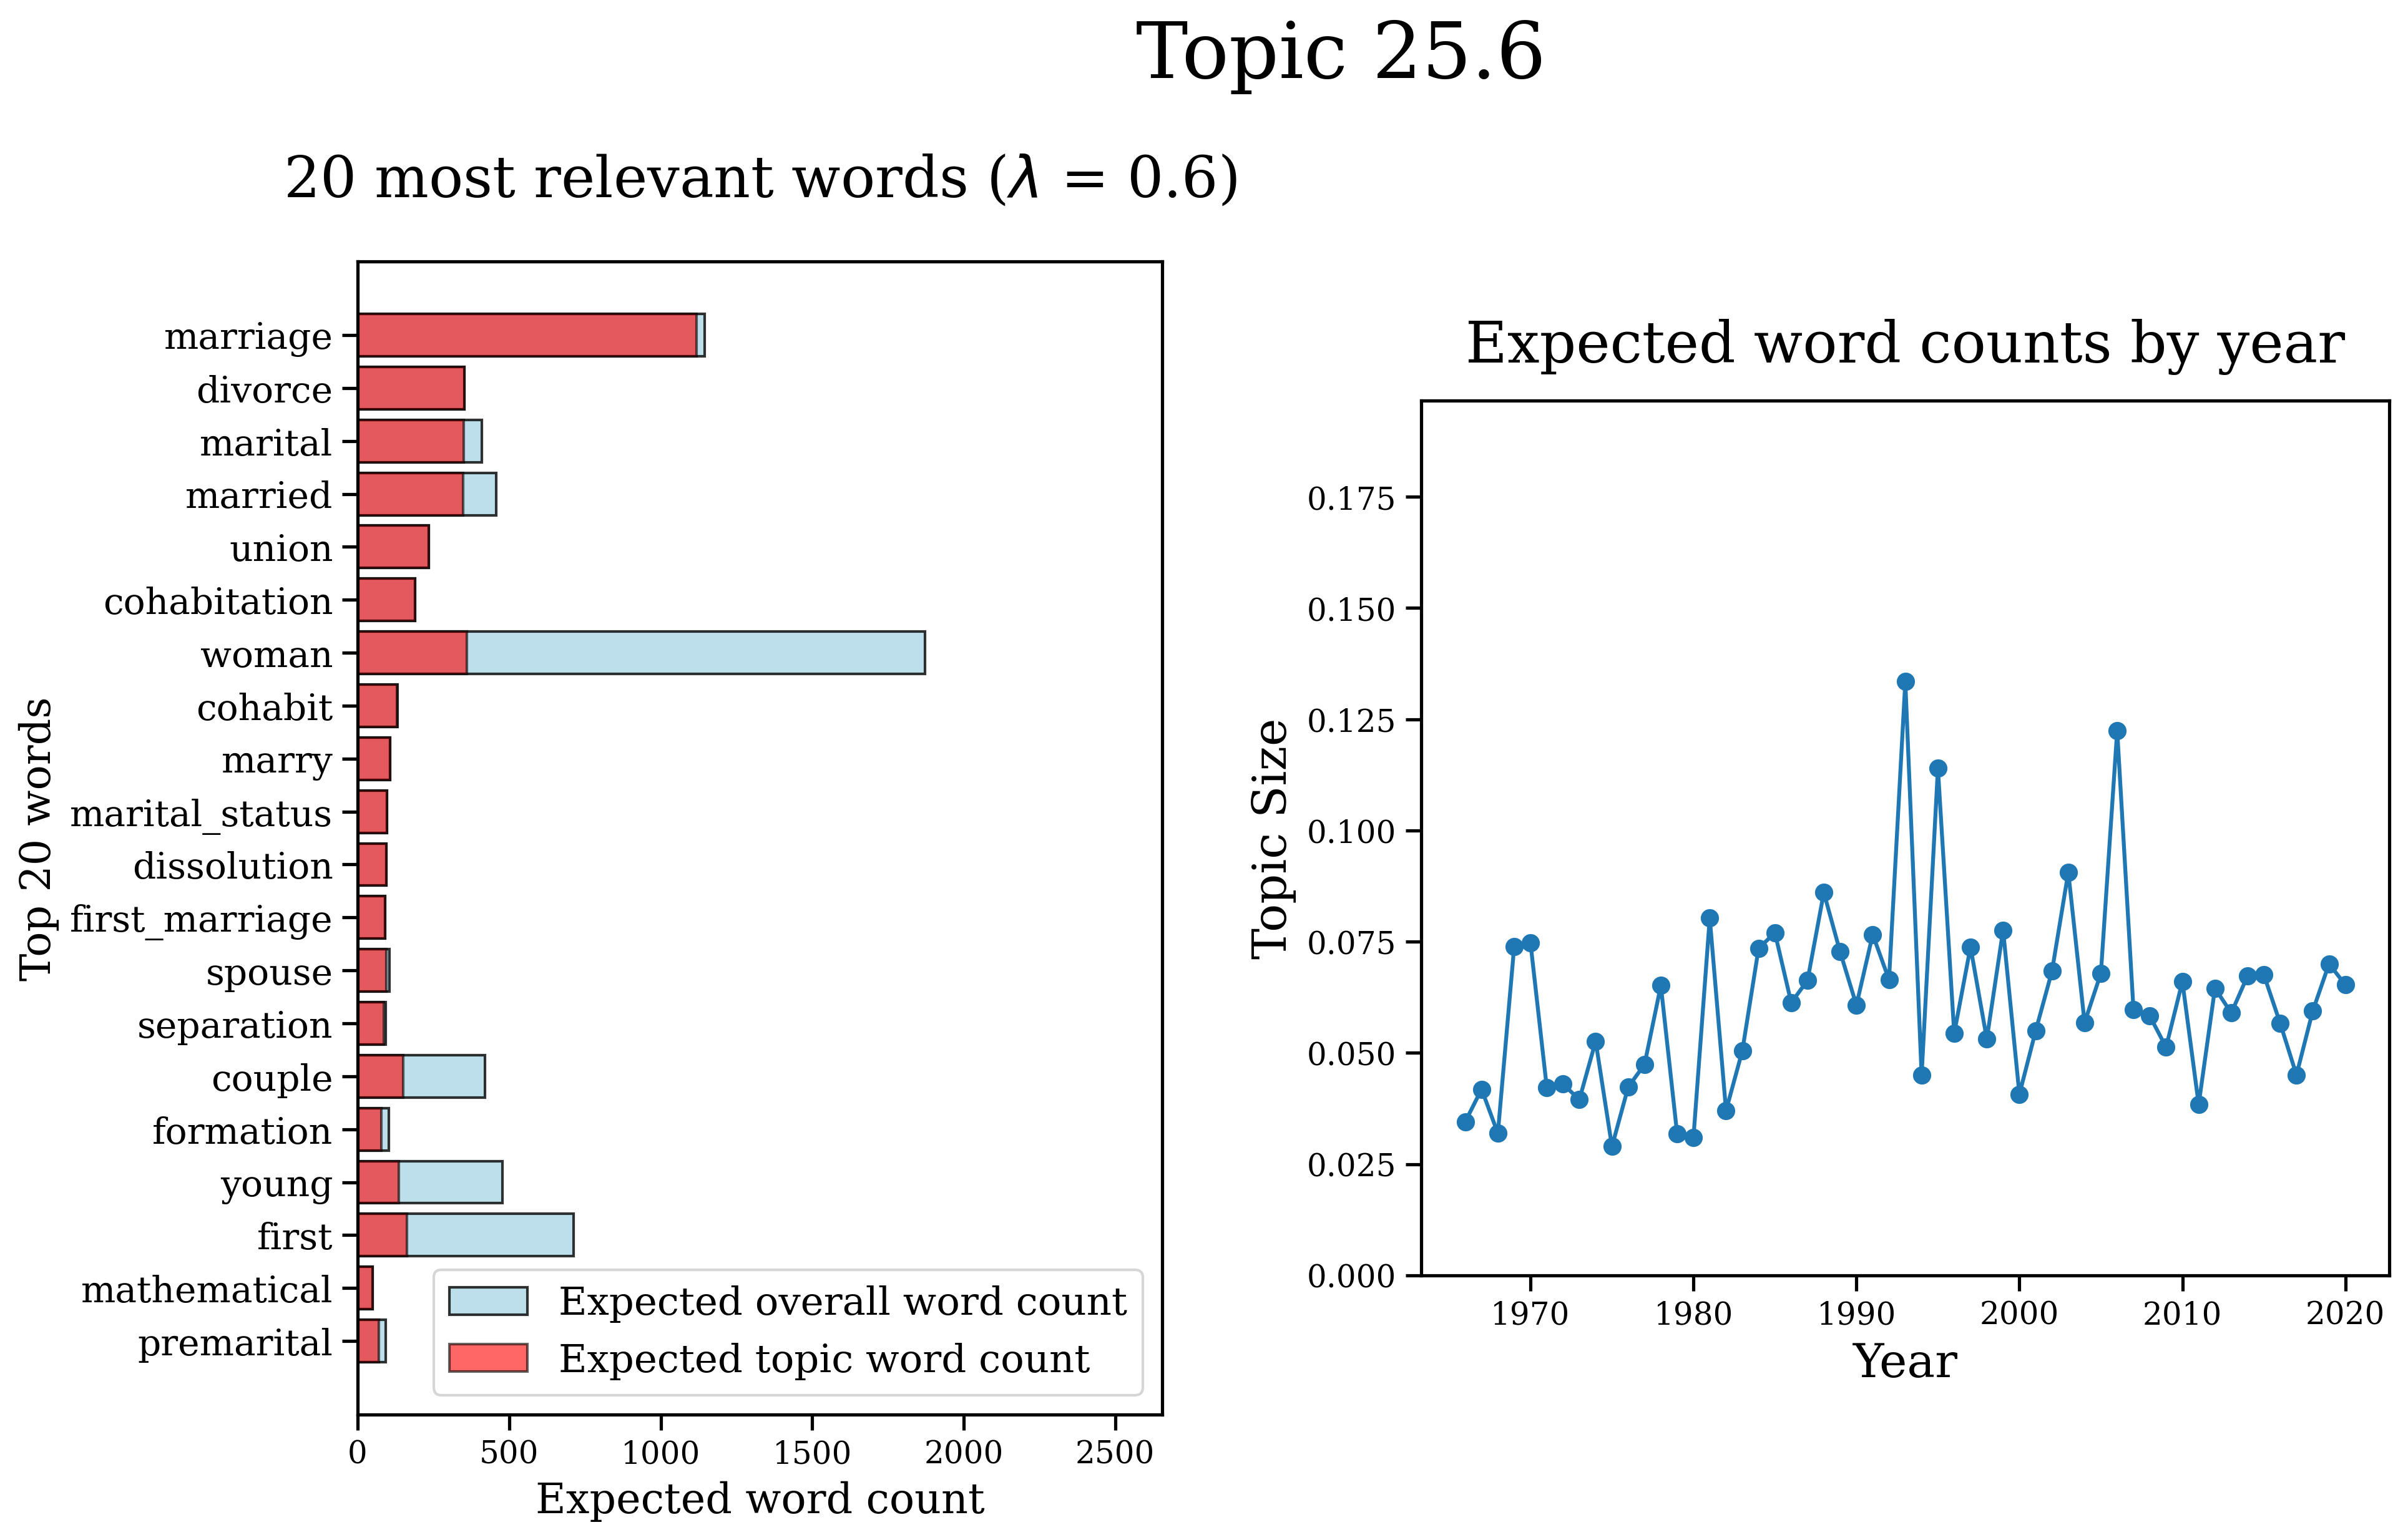 Topic 25.6
20 most relevant words (λ = 0.6)
Top 20 words
marriage
divorce
marital
married
union
cohabitation
woman
cohabit
marry
marital_status
dissolution
first_marriage
spouse
separation
couple
formation
young
first
mathematical
premarital
Expected overall word count
Expected topic word count
0 500 1000 1500 2000 2500
Expected word count
Expected word counts by year
Topic Size
0.175
0.150
0.125
0.100
0.075
0.050
0.025
0.000
1970 1980 1990 2000 2010 2020
Year